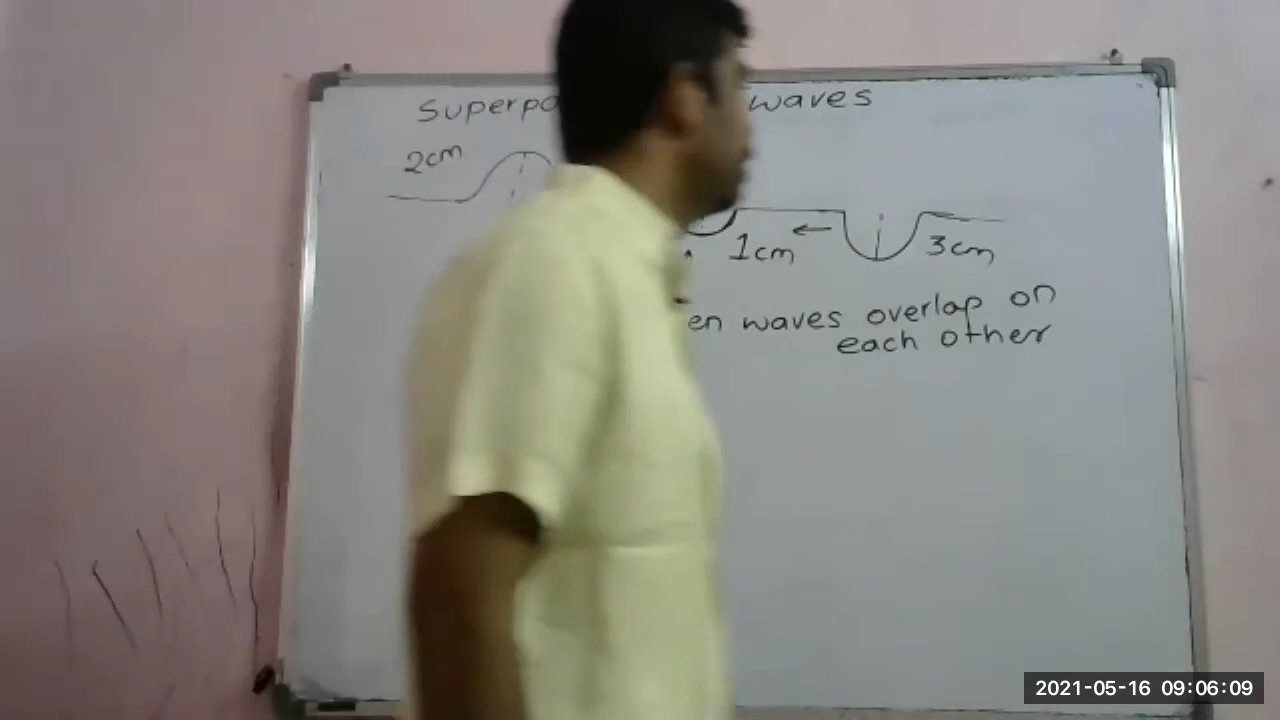 Superpo waves
2cm
1cm
3cm
en waves overlap on
each other
2021-05-16 09:06:09